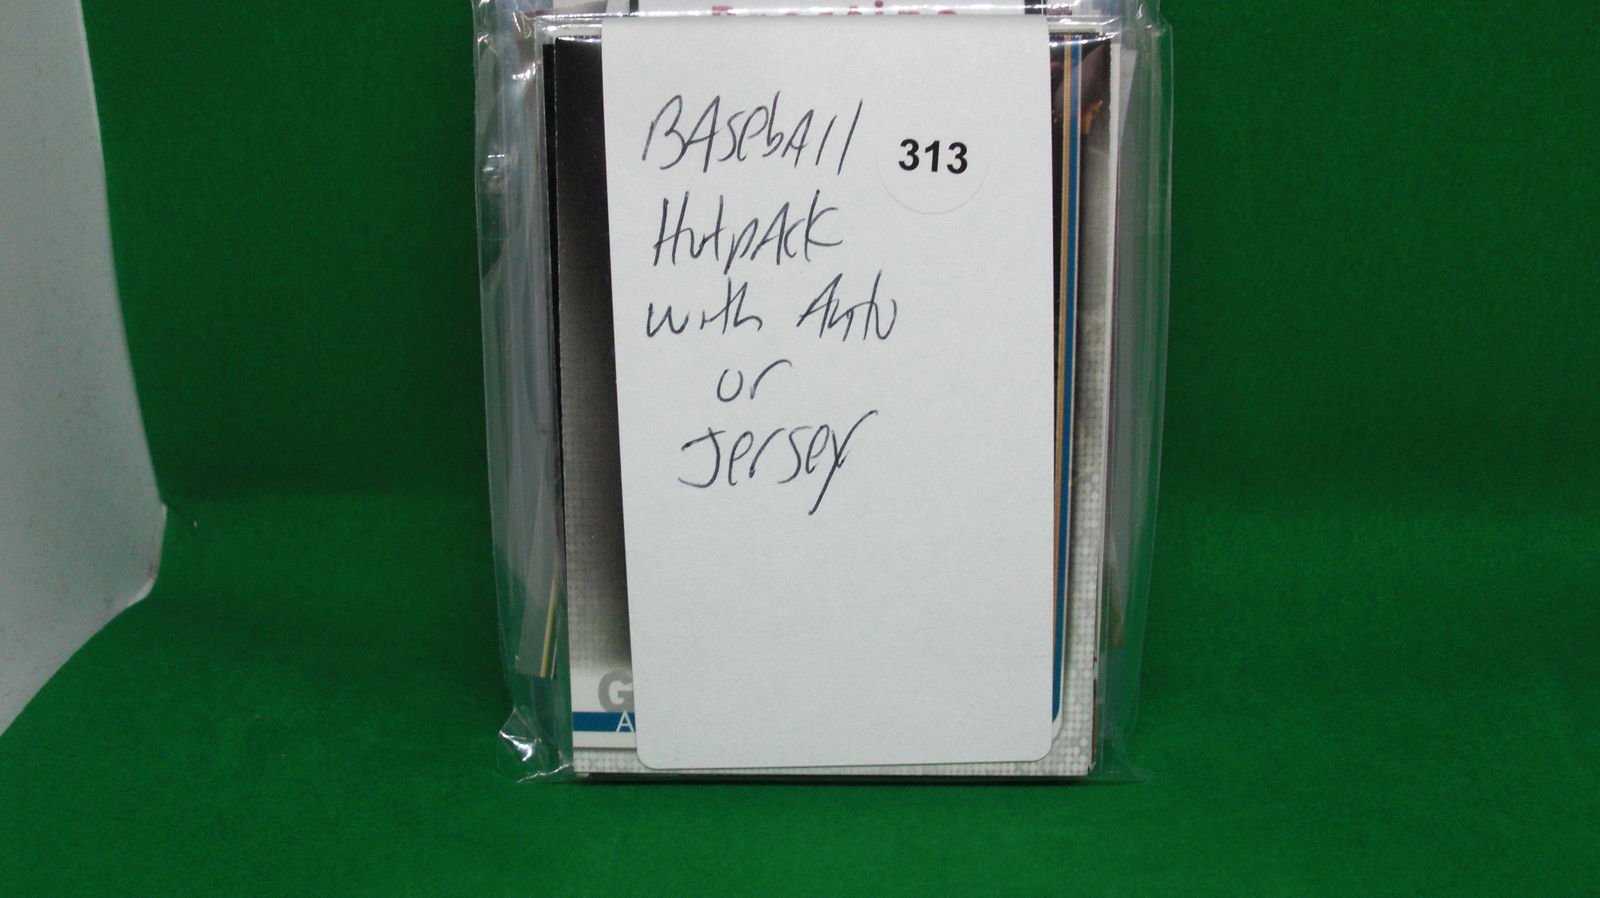 BASebAll
313
HotpAck
with Auto
or
Jersey
G
A